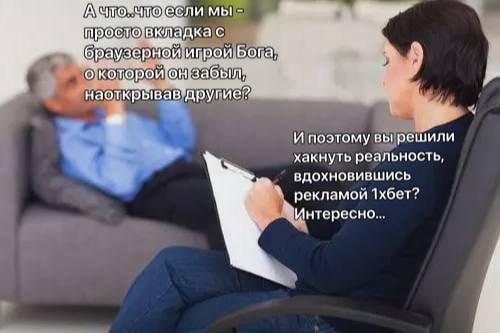 А что..что если мы -
просто вкладка с
браузерной игрой Бога,
о которой он забыл,
наоткрывав другие?
И поэтому вы решили
хакнуть реальность,
вдохновившись
рекламой 1хбет?
Интересно...